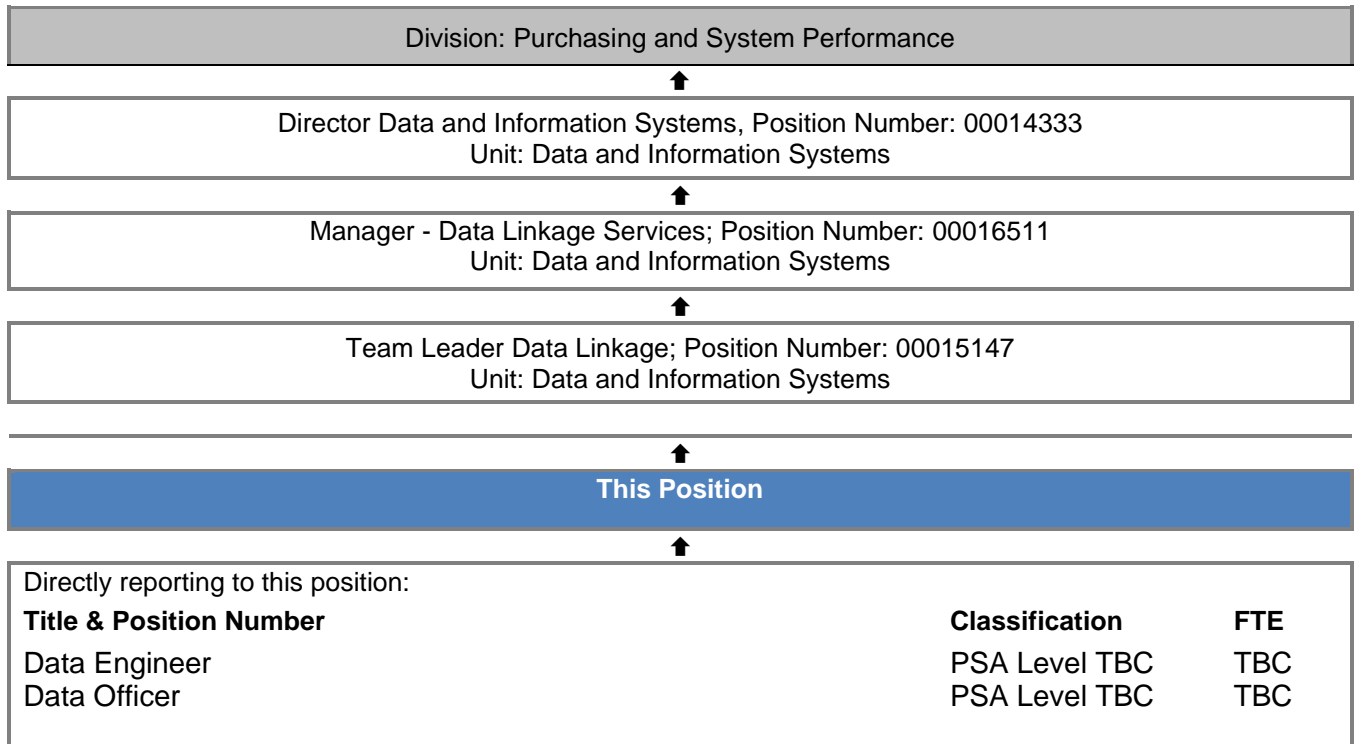 Division: Purchasing and System Performance
Director Data and Information Systems, Position Number: 00014333
Unit: Data and Information Systems
Manager - Data Linkage Services; Position Number: 00016511
Unit: Data and Information Systems
Team Leader Data Linkage; Position Number: 00015147
Unit: Data and Information Systems
This Position
Directly reporting to this position:
Title & Position Number Classification FTE
Data Engineer PSA Level TBC TBC
Data Officer PSA Level TBC TBC